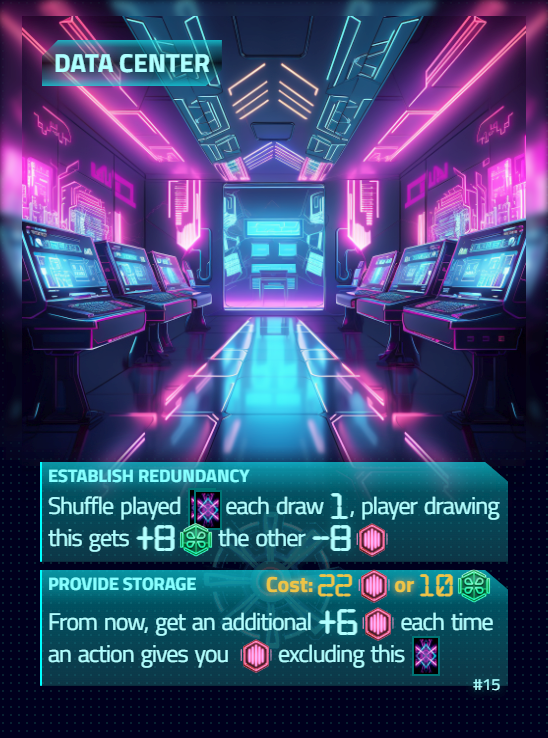 DATA CENTER
ESTABLISH REDUNDANCY
Shuffle played each draw 1, player drawing
this gets +8 the other -8
PROVIDE STORAGE Cost: 22 or 10
From now, get an additional +6 each time
an action gives you excluding this
#15